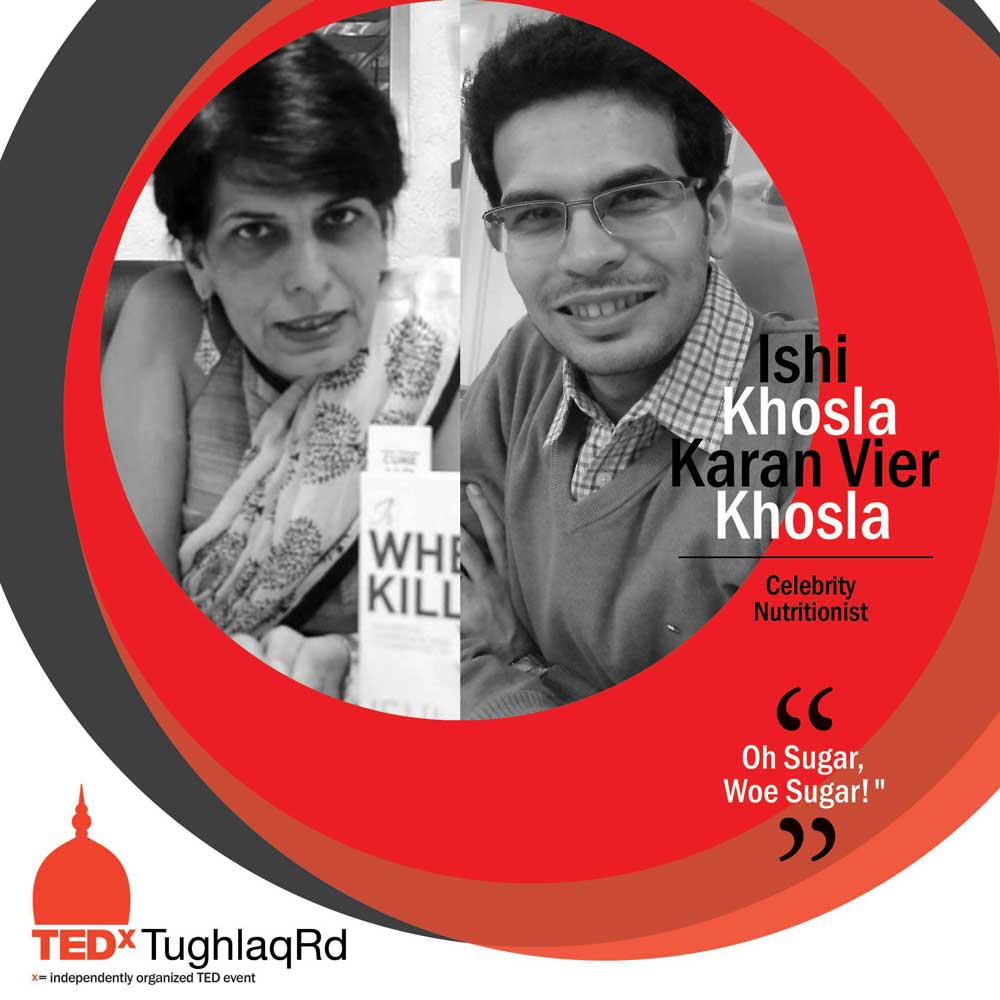 CURE
WHE
KILL
Ishi
Khosla
Karan Vier
Khosla
Celebrity
Nutritionist
“
Oh Sugar,
Woe Sugar! "
”
TEDx TughlaqRd
x= independently organized TED event